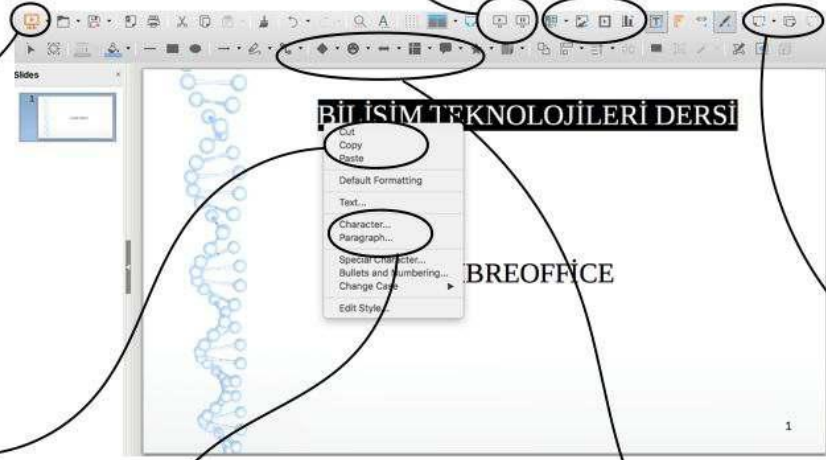 Slides
1
BİLİŞİM TEKNOLOJİLERİ DERSİ
Cut
Copy
Paste
Default Formatting
Text...
Character...
Paragraph...
Special Character...
Bullets and Numbering...
Change Case
Edit Style...
BREOFFİCE
1